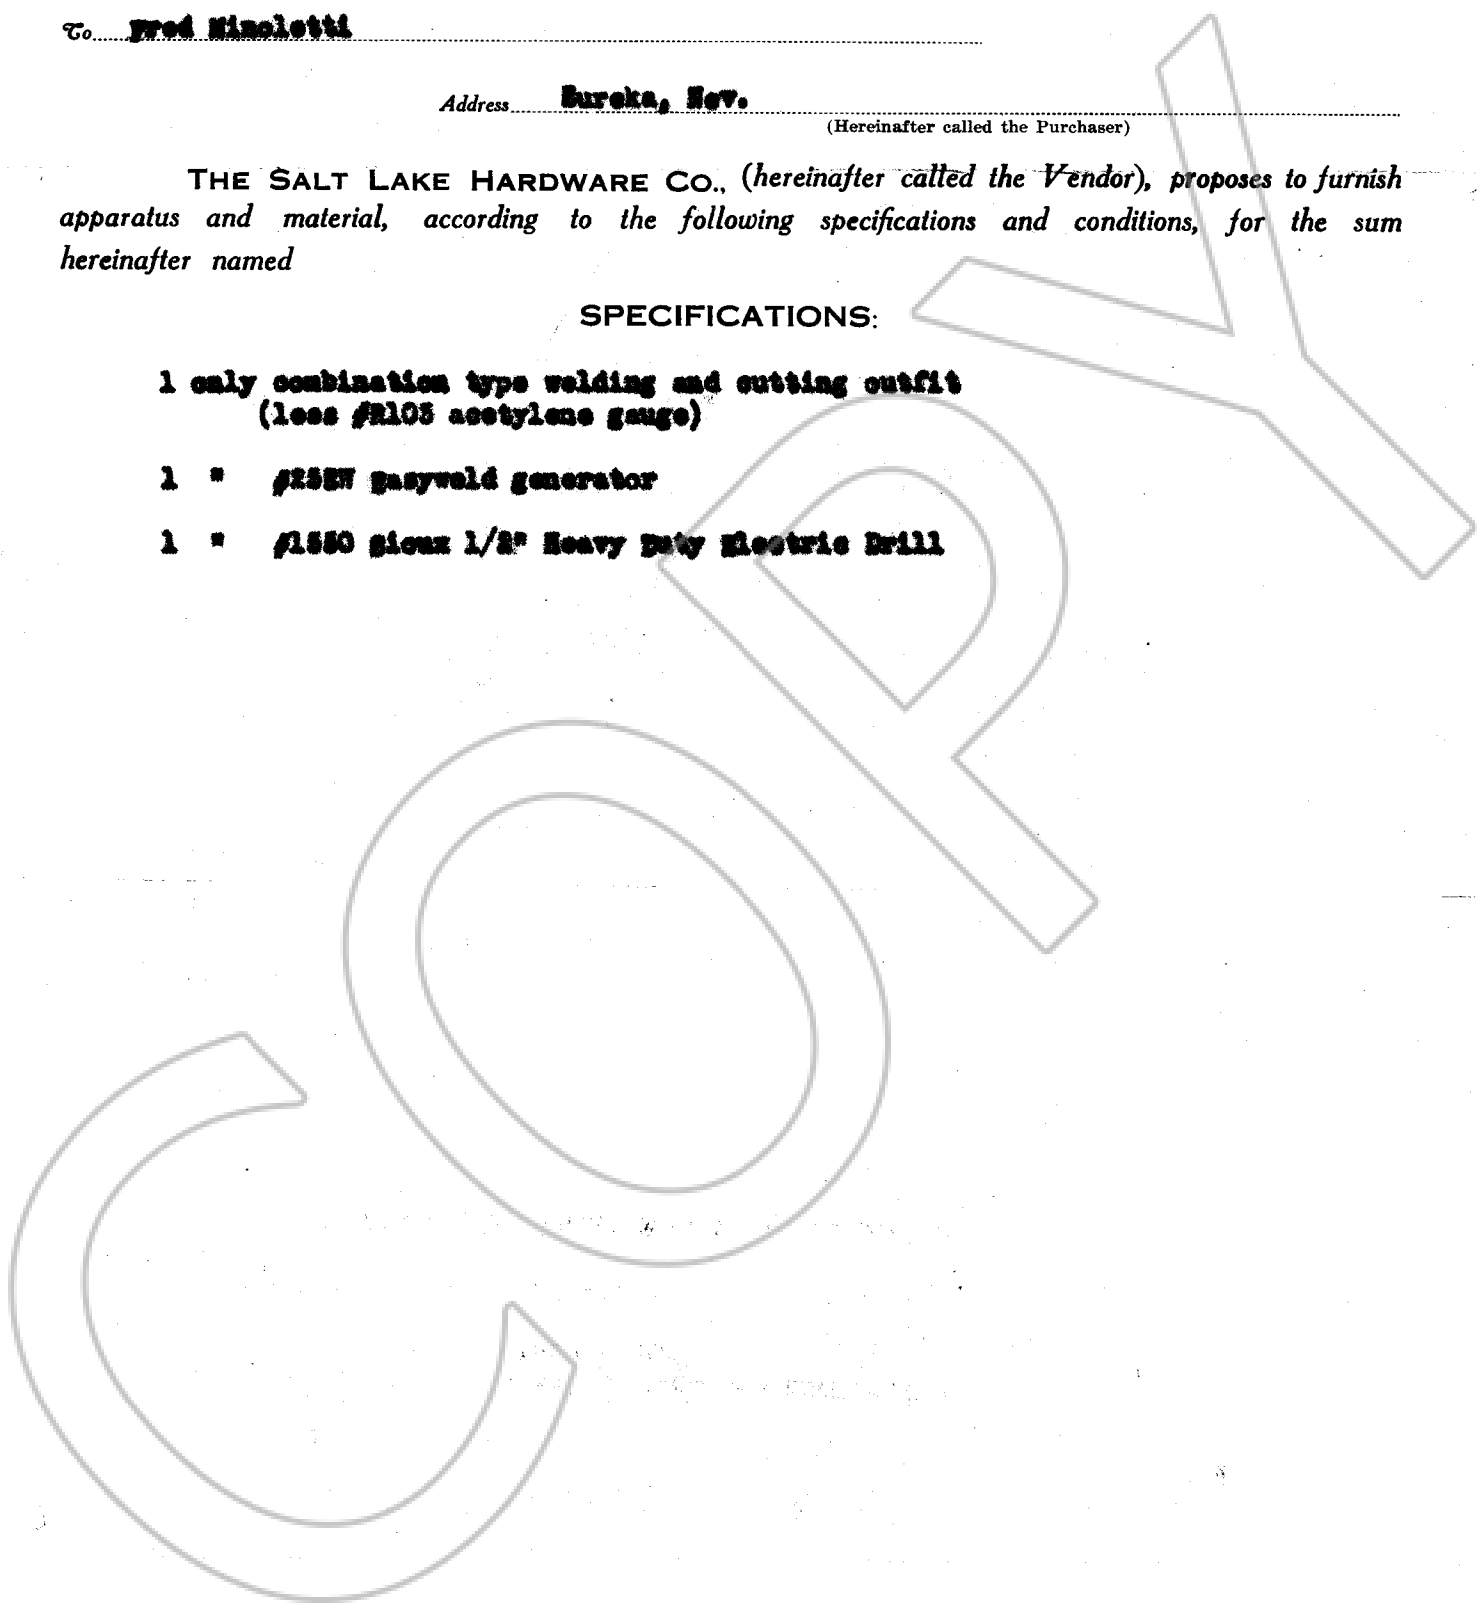 To Fred Minoletti
Address Eureka, Nev.
(Hereinafter called the Purchaser)
THE SALT LAKE HARDWARE CO., (hereinafter called the Vendor), proposes to furnish
apparatus and material, according to the following specifications and conditions, for the sum
hereinafter named
SPECIFICATIONS:
1 only combination type welding and cutting outfit
(less #R105 acetylene gauge)
1 " #25EW Easyweld generator
1 " #1550 Sioux 1/2" Heavy Duty Electric Drill
COPY